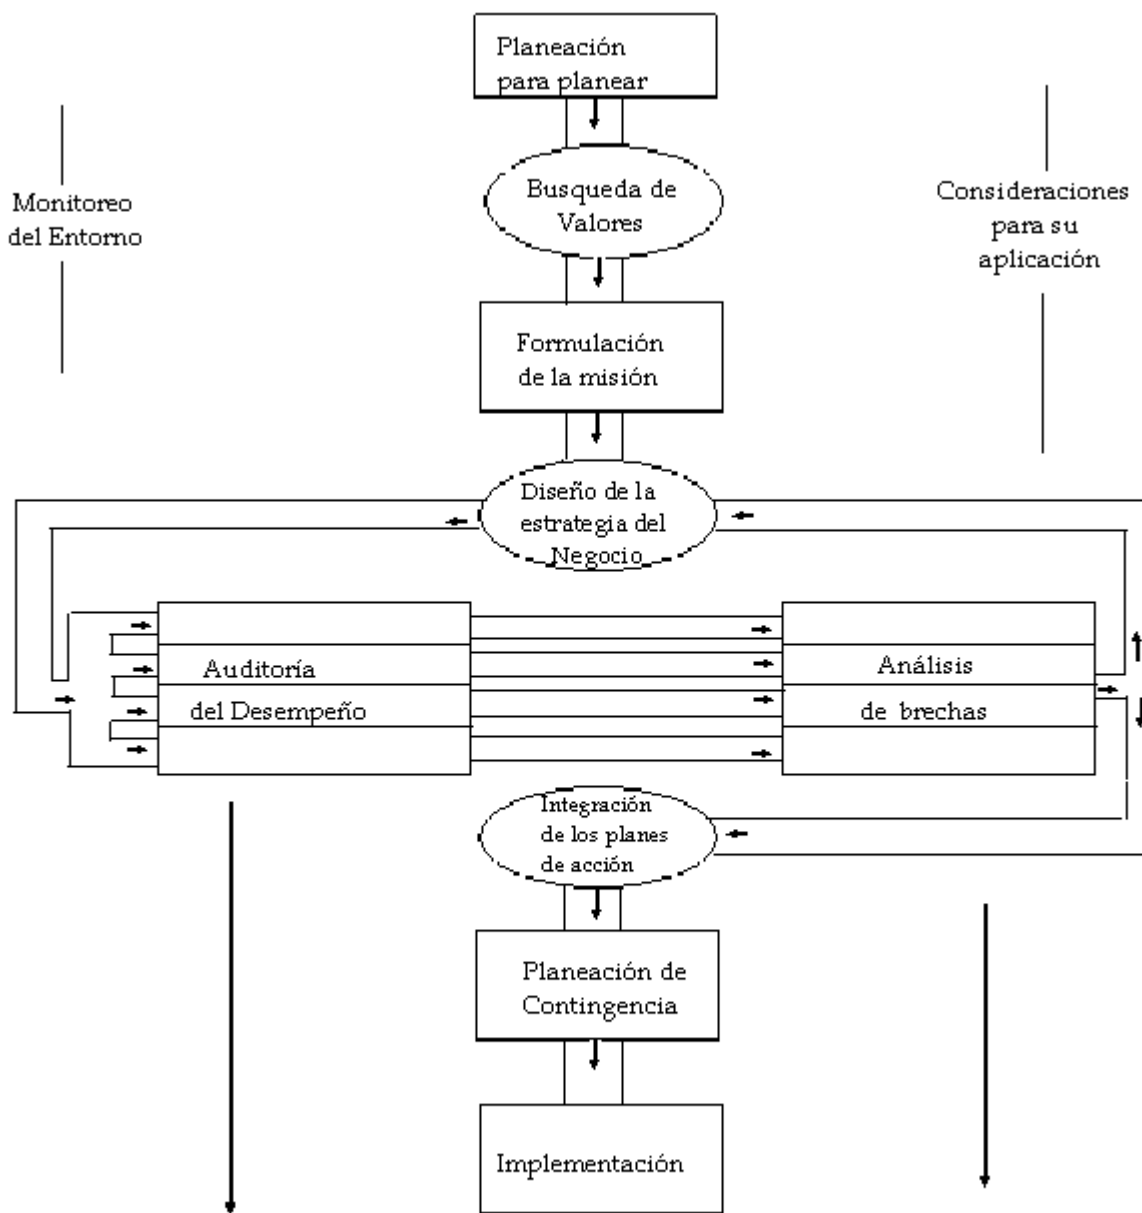 Planeación
para planear
Busqueda de
Valores
Monitoreo
del Entorno
Consideraciones
para su
aplicación
Formulación
de la misión
Diseño de la
estrategia del
Negocio
Auditoría
del Desempeño
Análisis
de brechas
Integración
de los planes
de acción
Planeación de
Contingencia
Implementación